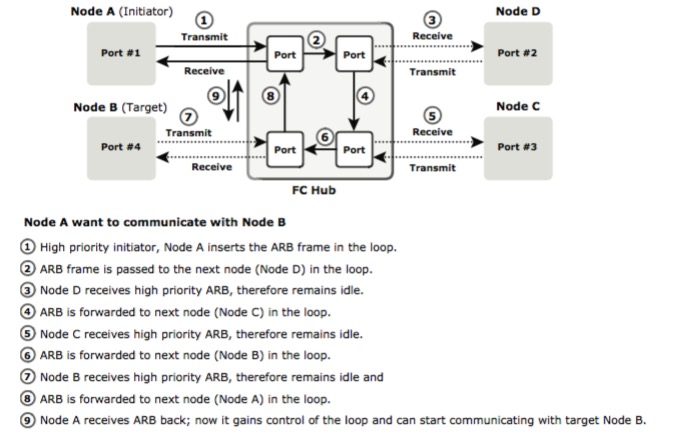 Node A (Initiator)
Node D
①
③
Transmit
Receive
Port #1
Port
②
Port
Port #2
Receive
Transmit
⑨
⑧
④
Node B (Target)
Node C
⑦
⑤
Transmit
⑥
Receive
Port #4
Port
Port
Port #3
Receive
Transmit
FC Hub
Node A want to communicate with Node B
① High priority initiator, Node A inserts the ARB frame in the loop.
② ARB frame is passed to the next node (Node D) in the loop.
③ Node D receives high priority ARB, therefore remains idle.
④ ARB is forwarded to next node (Node C) in the loop.
⑤ Node C receives high priority ARB, therefore remains idle.
⑥ ARB is forwarded to next node (Node B) in the loop.
⑦ Node B receives high priority ARB, therefore remains idle and
⑧ ARB is forwarded to next node (Node A) in the loop.
⑨ Node A receives ARB back; now it gains control of the loop and can start communicating with target Node B.